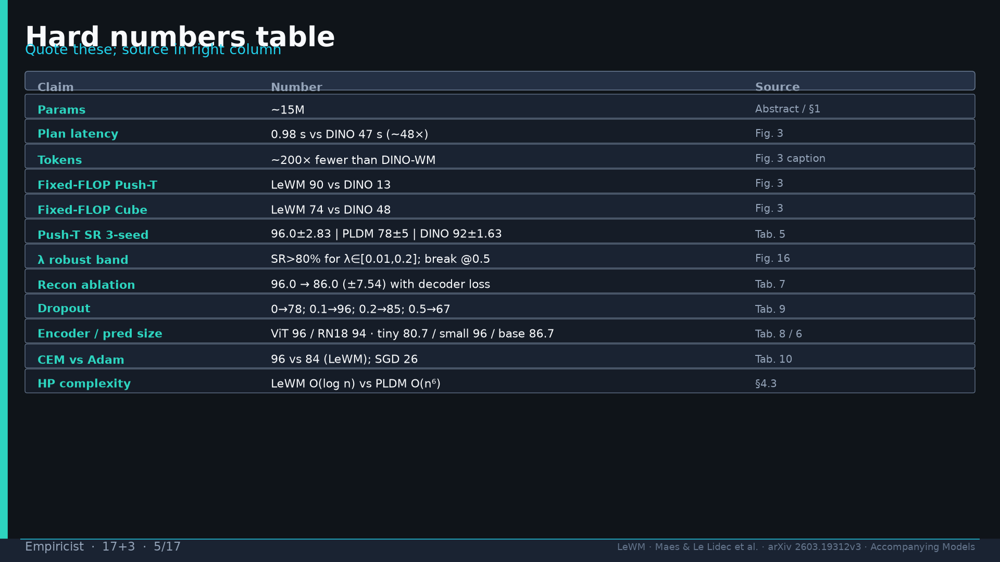 Hard numbers table
Quote these; source in right column
Claim Number Source
Params ~15M Abstract / §1
Plan latency 0.98 s vs DINO 47 s (~48×) Fig. 3
Tokens ~200× fewer than DINO-WM Fig. 3 caption
Fixed-FLOP Push-T LeWM 90 vs DINO 13 Fig. 3
Fixed-FLOP Cube LeWM 74 vs DINO 48 Fig. 3
Push-T SR 3-seed 96.0±2.83 | PLDM 78±5 | DINO 92±1.63 Tab. 5
λ robust band SR>80% for λ∈[0.01,0.2]; break @0.5 Fig. 16
Recon ablation 96.0 → 86.0 (±7.54) with decoder loss Tab. 7
Dropout 0→78; 0.1→96; 0.2→85; 0.5→67 Tab. 9
Encoder / pred size ViT 96 / RN18 94 · tiny 80.7 / small 96 / base 86.7 Tab. 8 / 6
CEM vs Adam 96 vs 84 (LeWM); SGD 26 Tab. 10
HP complexity LeWM O(log n) vs PLDM O(n⁶) §4.3
Empiricist · 17+3 · 5/17
LeWM · Maes & Le Lidec et al. · arXiv 2603.19312v3 · Accompanying Models